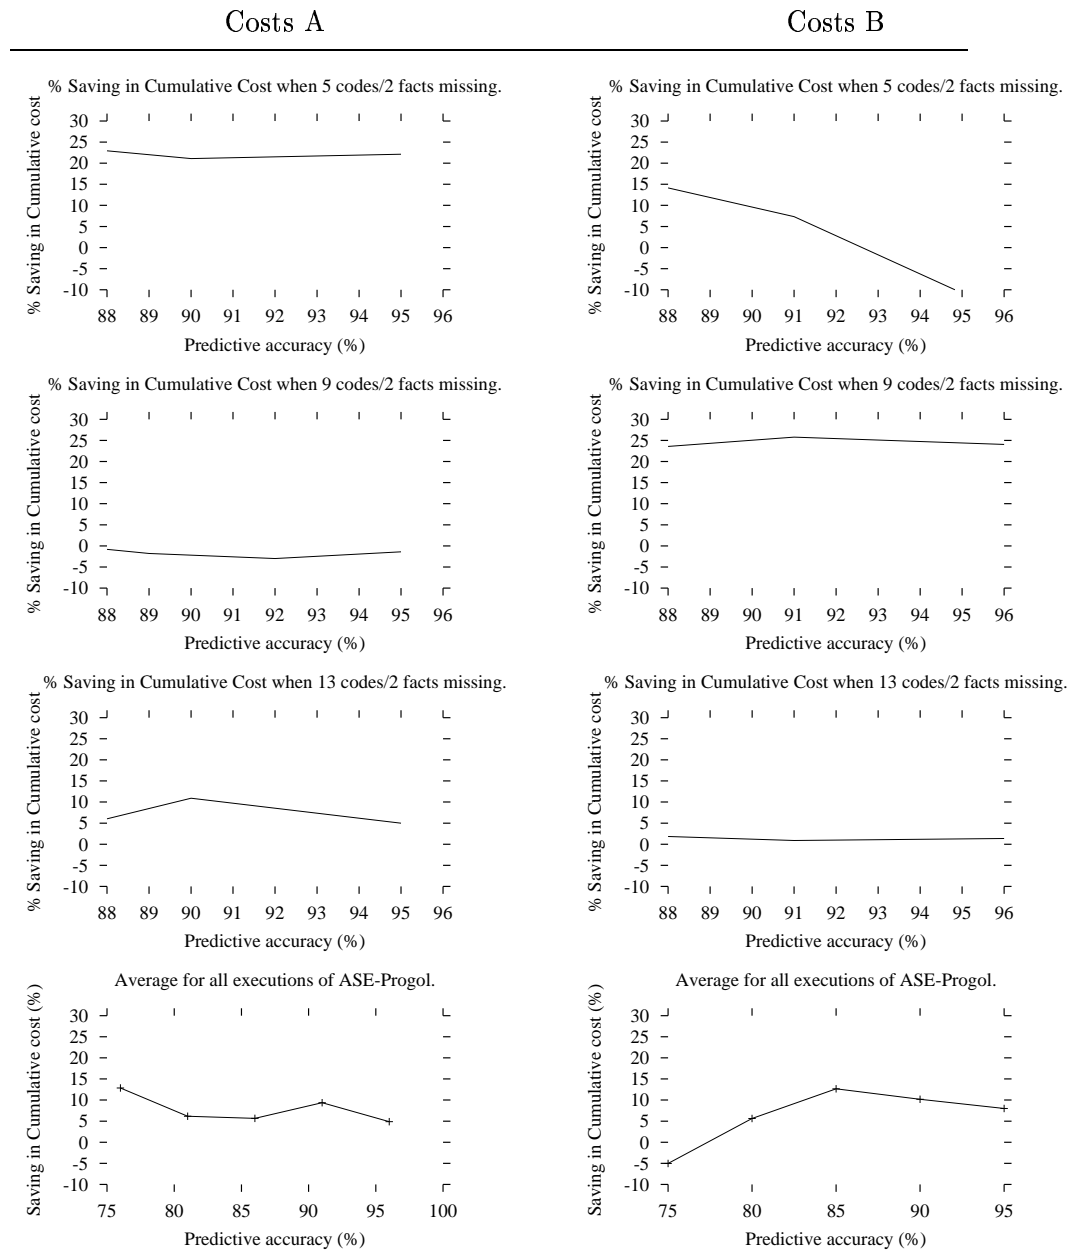 Costs A
Costs B
% Saving in Cumulative Cost when 5 codes/2 facts missing.
% Saving in Cumulative cost
30
25
20
15
10
5
0
-5
-10
88 89 90 91 92 93 94 95 96
Predictive accuracy (%)
% Saving in Cumulative Cost when 5 codes/2 facts missing.
% Saving in Cumulative cost
30
25
20
15
10
5
0
-5
-10
88 89 90 91 92 93 94 95 96
Predictive accuracy (%)
% Saving in Cumulative Cost when 9 codes/2 facts missing.
% Saving in Cumulative cost
30
25
20
15
10
5
0
-5
-10
88 89 90 91 92 93 94 95 96
Predictive accuracy (%)
% Saving in Cumulative Cost when 9 codes/2 facts missing.
% Saving in Cumulative cost
30
25
20
15
10
5
0
-5
-10
88 89 90 91 92 93 94 95 96
Predictive accuracy (%)
% Saving in Cumulative Cost when 13 codes/2 facts missing.
% Saving in Cumulative cost
30
25
20
15
10
5
0
-5
-10
88 89 90 91 92 93 94 95 96
Predictive accuracy (%)
% Saving in Cumulative Cost when 13 codes/2 facts missing.
% Saving in Cumulative cost
30
25
20
15
10
5
0
-5
-10
88 89 90 91 92 93 94 95 96
Predictive accuracy (%)
Average for all executions of ASE-Progol.
Saving in Cumulative cost (%)
30
25
20
15
10
5
0
-5
-10
75 80 85 90 95 100
Predictive accuracy (%)
Average for all executions of ASE-Progol.
Saving in Cumulative cost (%)
30
25
20
15
10
5
0
-5
-10
75 80 85 90 95
Predictive accuracy (%)